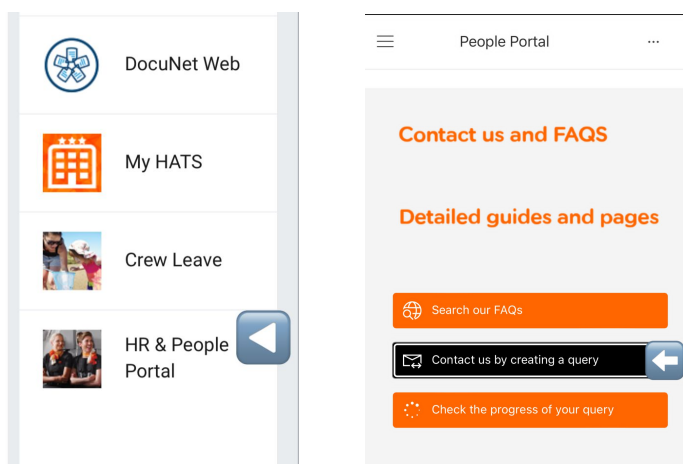 DocuNet Web
My HATS
Crew Leave
HR & People
Portal
People Portal
Contact us and FAQS
Detailed guides and pages
Search our FAQs
Contact us by creating a query
Check the progress of your query